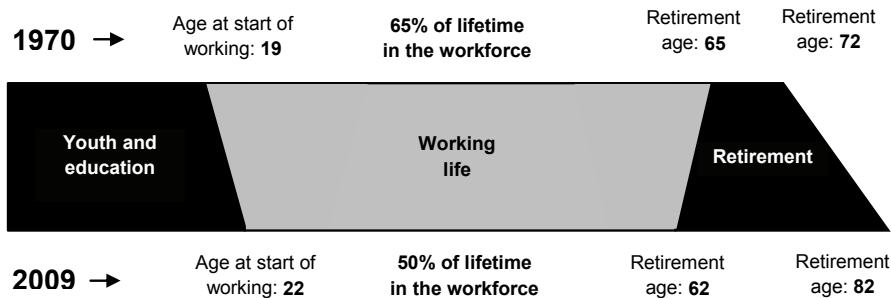 1970 → Age at start of working: 19
65% of lifetime in the workforce
Retirement age: 65
Retirement age: 72
Youth and education
Working life
Retirement
2009 → Age at start of working: 22
50% of lifetime in the workforce
Retirement age: 62
Retirement age: 82